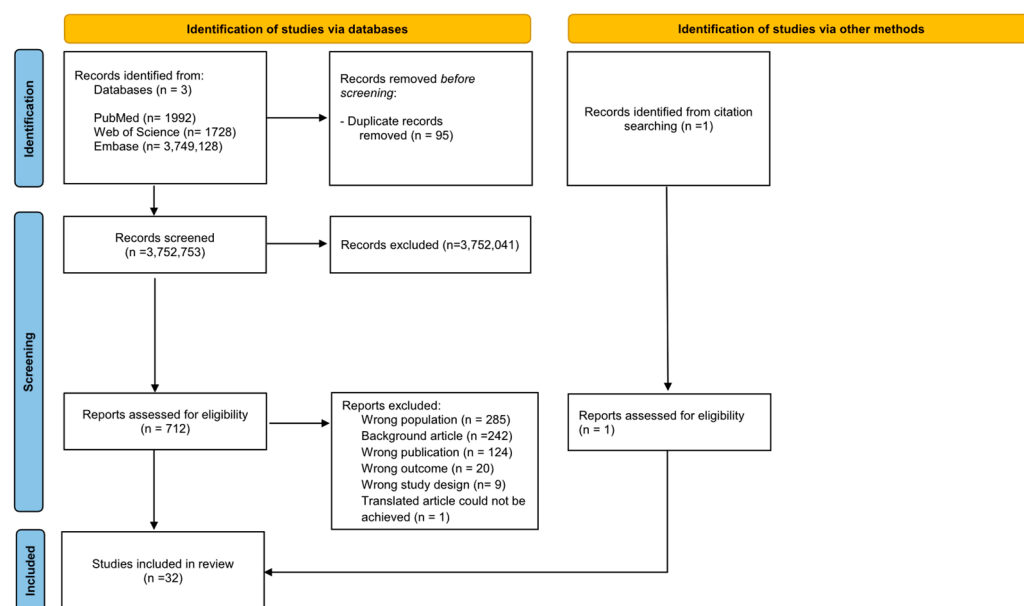 Identification of studies via databases
Identification of studies via other methods
Identification
Records identified from:
Databases (n = 3)
PubMed (n= 1992)
Web of Science (n= 1728)
Embase (n= 3,749,128)
Records removed before
screening:
- Duplicate records
removed (n = 95)
Records identified from citation
searching (n =1)
Screening
Records screened
(n =3,752,753)
Records excluded (n=3,752,041)
Reports assessed for eligibility
(n = 712)
Reports excluded:
Wrong population (n = 285)
Background article (n =242)
Wrong publication (n = 124)
Wrong outcome (n = 20)
Wrong study design (n= 9)
Translated article could not be
achieved (n = 1)
Reports assessed for eligibility
(n = 1)
Included
Studies included in review
(n =32)